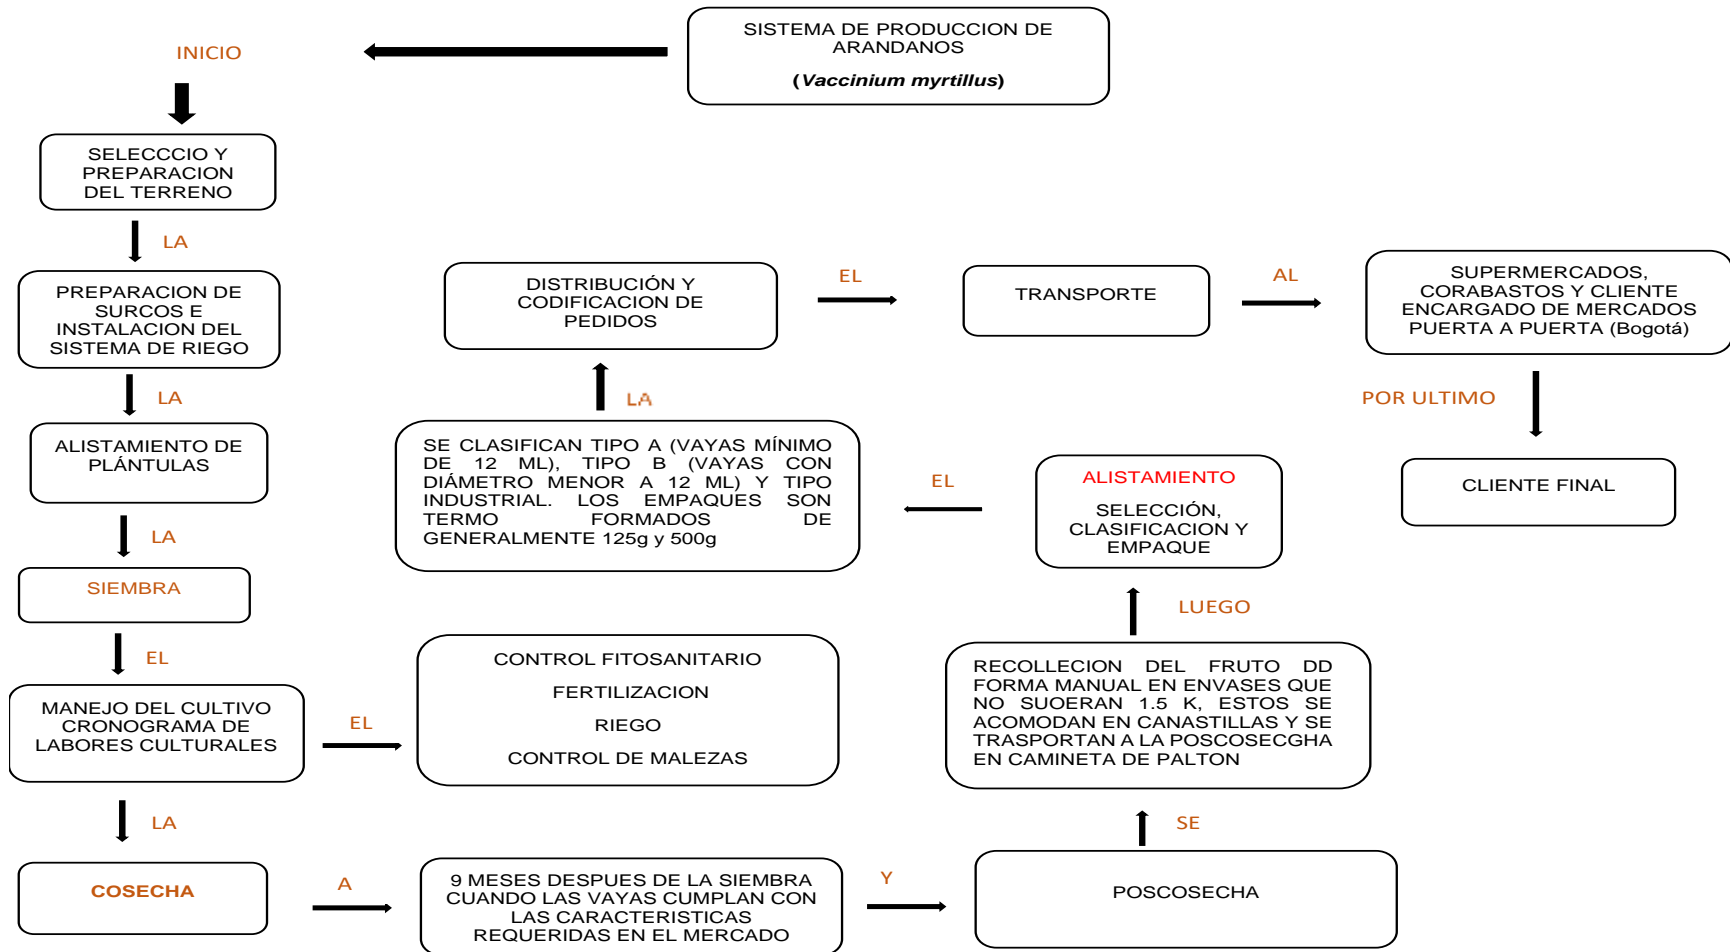 SISTEMA DE PRODUCCION DE
ARANDANOS
(Vaccinium myrtillus)
INICIO
SELECCCIO Y
PREPARACION
DEL TERRENO
LA
PREPARACION DE
SURCOS E
INSTALACION DEL
SISTEMA DE RIEGO
LA
ALISTAMIENTO DE
PLÁNTULAS
LA
SIEMBRA
EL
MANEJO DEL CULTIVO
CRONOGRAMA DE
LABORES CULTURALES
EL
CONTROL FITOSANITARIO
FERTILIZACION
RIEGO
CONTROL DE MALEZAS
LA
COSECHA
A
9 MESES DESPUES DE LA SIEMBRA
CUANDO LAS VAYAS CUMPLAN CON
LAS CARACTERISTICAS
REQUERIDAS EN EL MERCADO
Y
POSCOSECHA
SE
RECOLLECION DEL FRUTO DD
FORMA MANUAL EN ENVASES QUE
NO SUOERAN 1.5 K, ESTOS SE
ACOMODAN EN CANASTILLAS Y SE
TRASPORTAN A LA POSCOSECGHA
EN CAMINETA DE PALTON
LUEGO
ALISTAMIENTO
SELECCIÓN,
CLASIFICACION Y
EMPAQUE
EL
SE CLASIFICAN TIPO A (VAYAS MÍNIMO
DE 12 ML), TIPO B (VAYAS CON
DIÁMETRO MENOR A 12 ML) Y TIPO
INDUSTRIAL. LOS EMPAQUES SON
TERMO FORMADOS DE
GENERALMENTE 125g y 500g
LA
DISTRIBUCIÓN Y
CODIFICACION DE
PEDIDOS
EL
TRANSPORTE
AL
SUPERMERCADOS,
CORABASTOS Y CLIENTE
ENCARGADO DE MERCADOS
PUERTA A PUERTA (Bogotá)
POR ULTIMO
CLIENTE FINAL